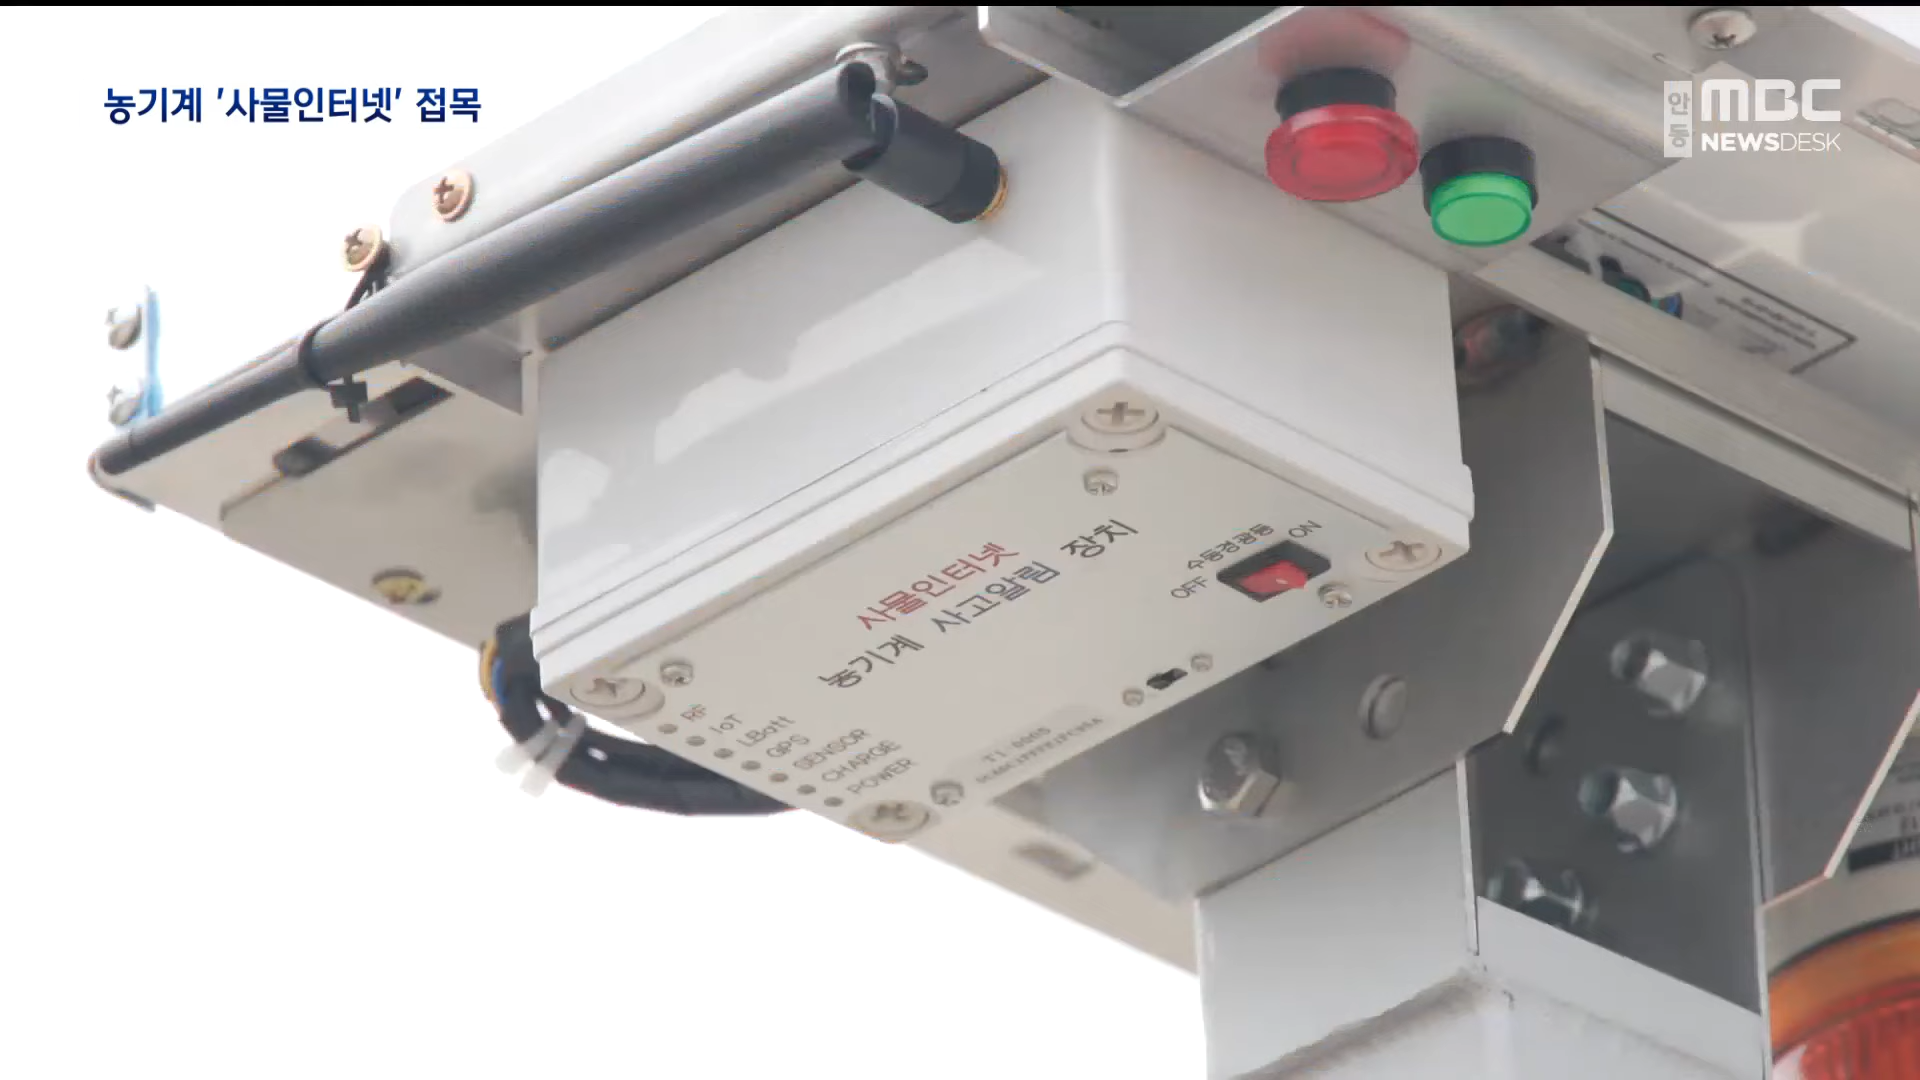 농기계 '사물인터넷' 접목
안동
MBC
NEWSDESK
사물인터넷
농기계 사고알림 장치
수동경광등
OFF
ON
RF
IoT
LBatt
GPS
SENSOR
CHARGE
POWER